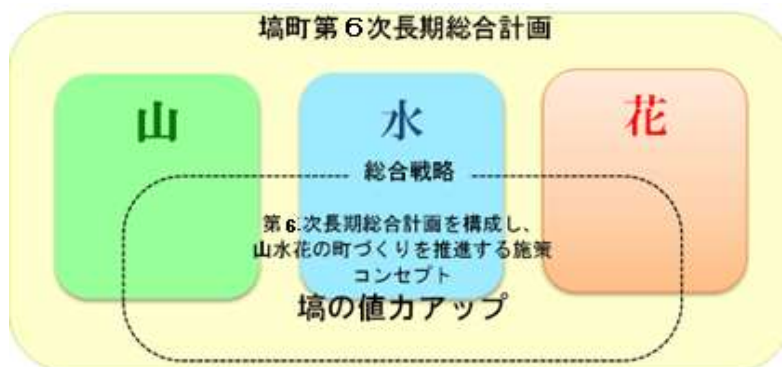 塙町第６次長期総合計画
山
水
花
総合戦略
第6次長期総合計画を構成し、
山水花の町づくりを推進する施策
コンセプト
塙の値力アップ